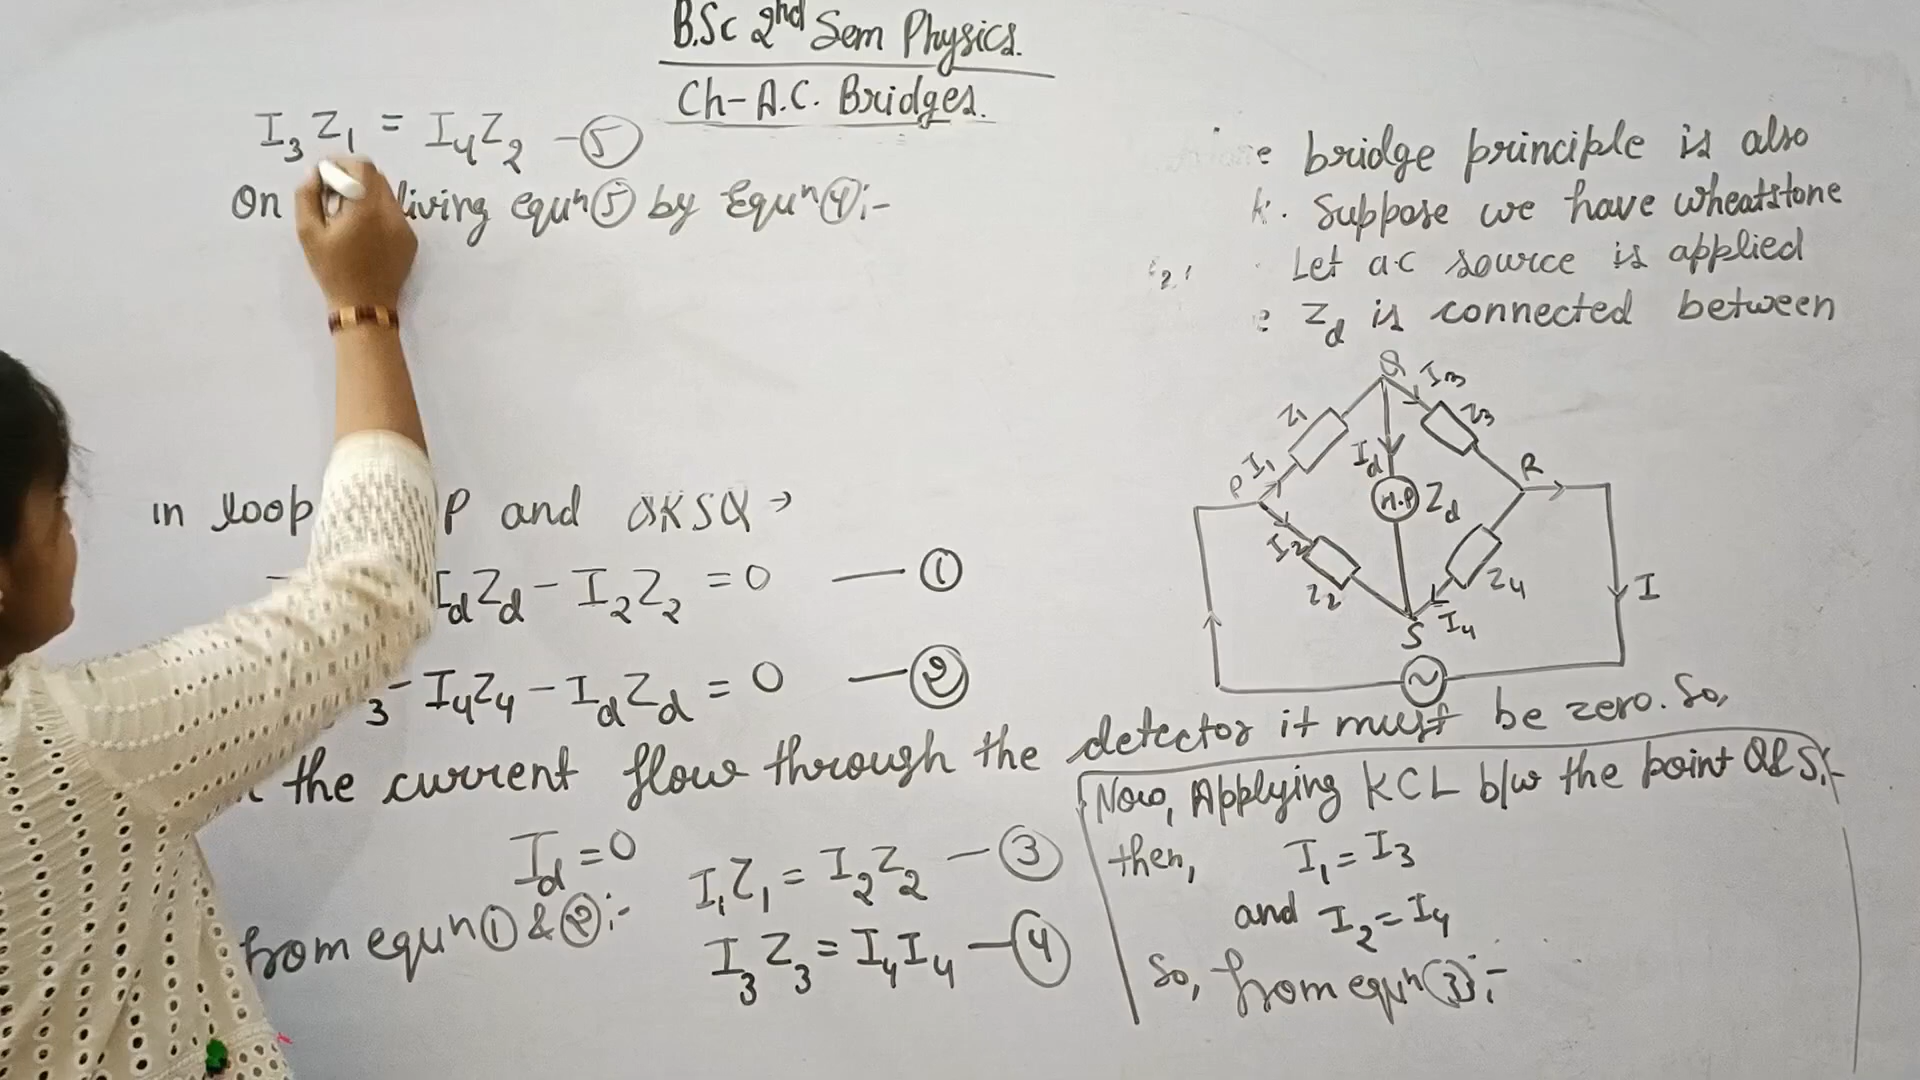 B.Sc 2nd Sem Physics.
Ch- A.C. Bridges.
I3Z1 = I4Z2 - 5
On living equn 5 by Equn 4:-
e bridge principle is also
k. Suppose we have wheatstone
Let a.c source is applied
e Zd is connected between
Q
I3
Z1
Z3
I1
Id
P
H.P
Zd
R
I2
Z2
Z4
I4
S
I
~
in loop P and QKSQ →
IdZd - I2Z2 = 0 — 1
3 - I4Z4 - IdZd = 0 — 2
the current flow through the detector it must be zero. So,
Id = 0
from equn 1 & 2:-
I1Z1 = I2Z2 — 3
I3Z3 = I4I4 — 4
Now, Applying KCL b/w the point Q & S:-
then, I1 = I3
and I2 = I4
So, from equn 3:-